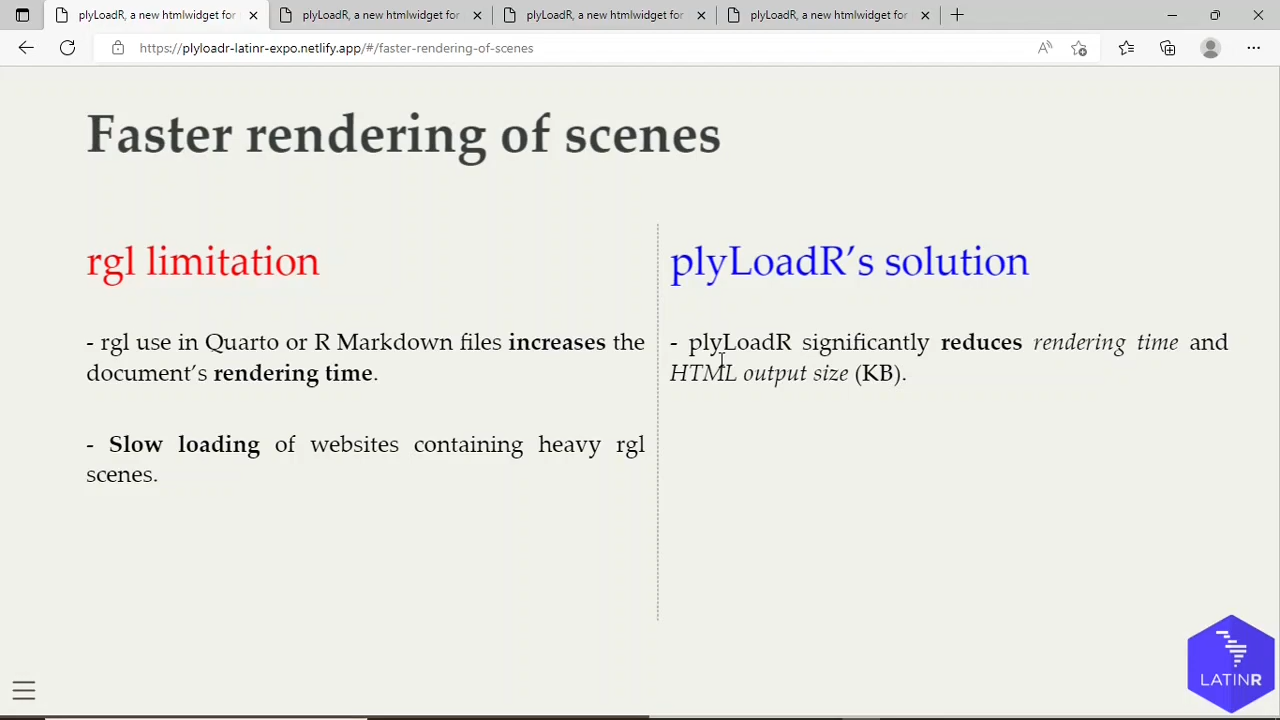 plyLoadR, a new htmlwidget for
plyLoadR, a new htmlwidget for
plyLoadR, a new htmlwidget for
plyLoadR, a new htmlwidget for
https://plyloadr-latinr-expo.netlify.app/#/faster-rendering-of-scenes
Faster rendering of scenes
rgl limitation
- rgl use in Quarto or R Markdown files increases the
document’s rendering time.
- Slow loading of websites containing heavy rgl
scenes.
plyLoadR’s solution
- plyLoadR significantly reduces rendering time and
HTML output size (KB).
LATINR